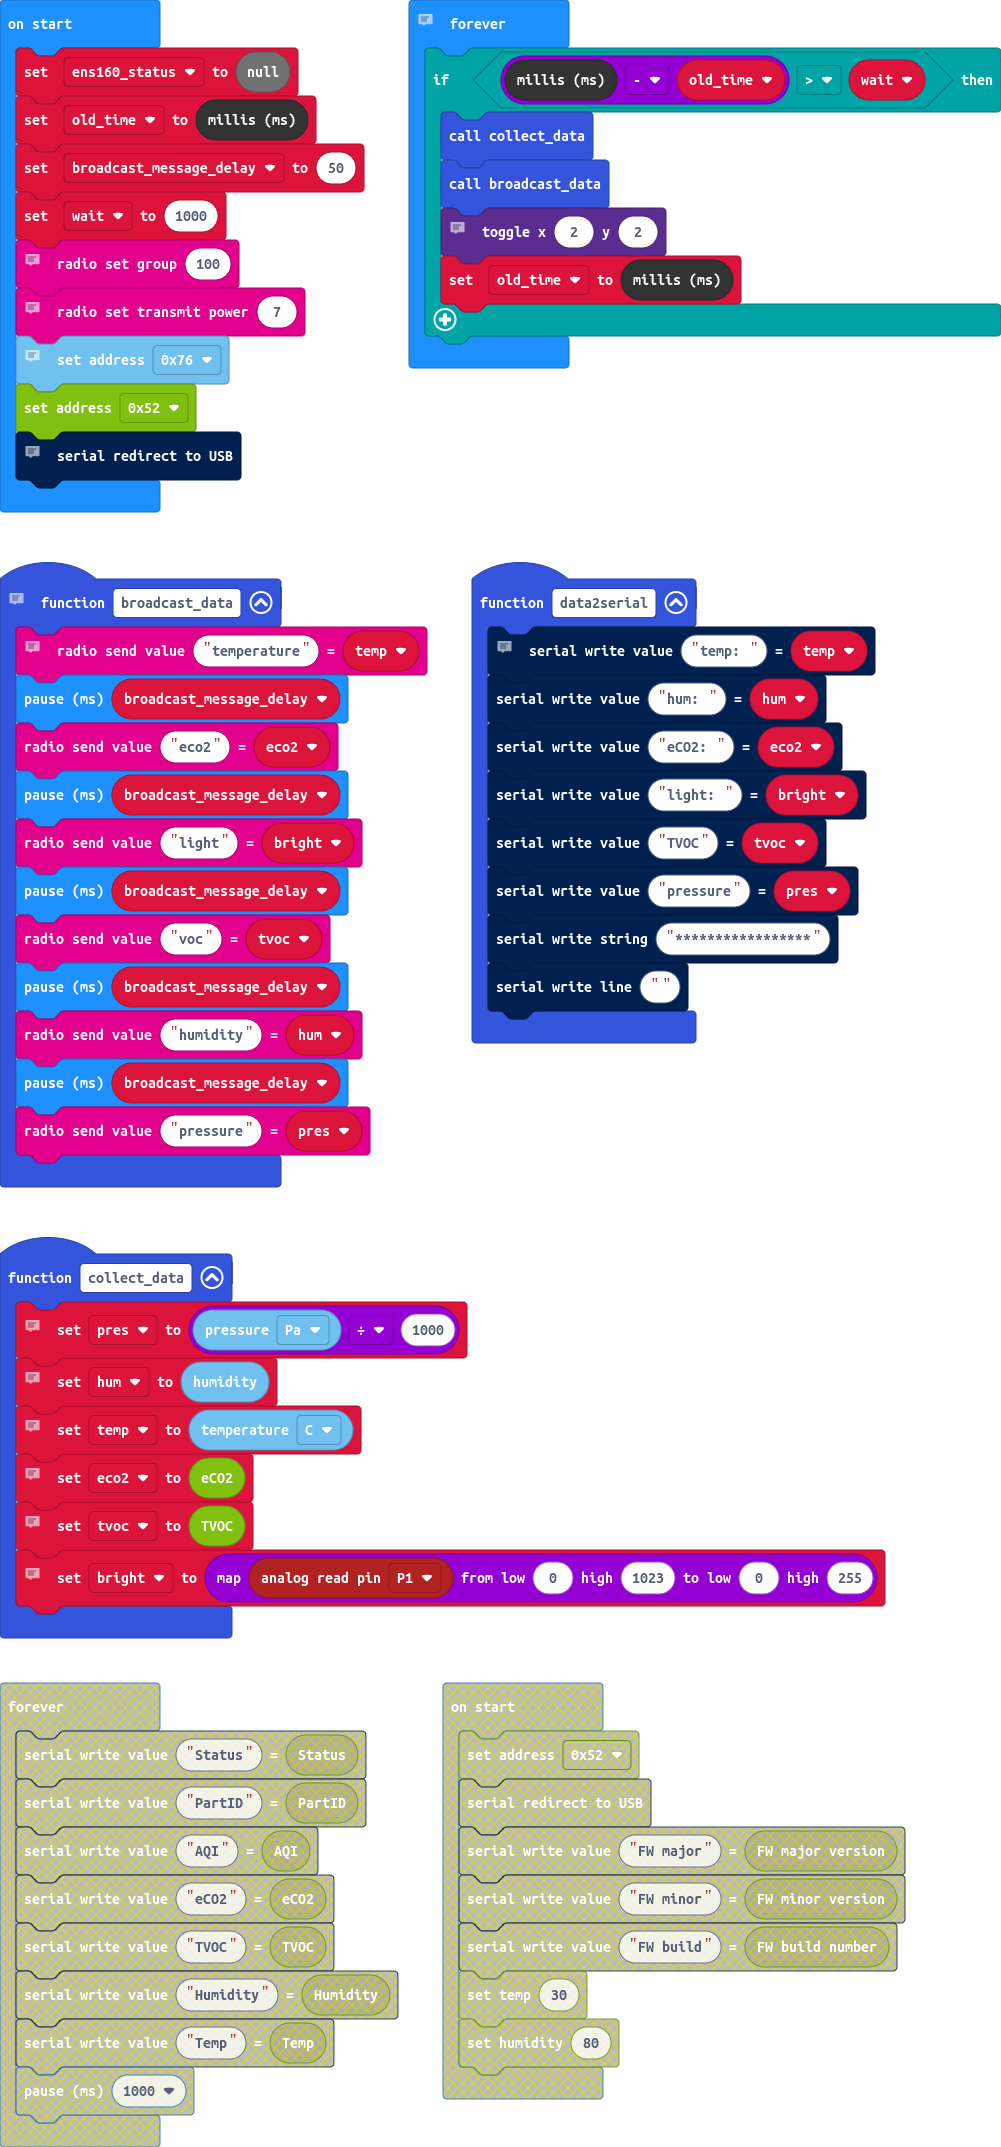 on start
set ens160_status to null
set old_time to millis (ms)
set broadcast_message_delay to 50
set wait to 1000
radio set group 100
radio set transmit power 7
set address 0x76
set address 0x52
serial redirect to USB
forever
if millis (ms) - old_time > wait then
call collect_data
call broadcast_data
toggle x 2 y 2
set old_time to millis (ms)
function broadcast_data
radio send value "temperature" = temp
pause (ms) broadcast_message_delay
radio send value "eco2" = eco2
pause (ms) broadcast_message_delay
radio send value "light" = bright
pause (ms) broadcast_message_delay
radio send value "voc" = tvoc
pause (ms) broadcast_message_delay
radio send value "humidity" = hum
pause (ms) broadcast_message_delay
radio send value "pressure" = pres
function data2serial
serial write value "temp: " = temp
serial write value "hum: " = hum
serial write value "eCO2: " = eco2
serial write value "light: " = bright
serial write value "TVOC" = tvoc
serial write value "pressure" = pres
serial write string "*****************"
serial write line " "
function collect_data
set pres to pressure Pa ÷ 1000
set hum to humidity
set temp to temperature C
set eco2 to eCO2
set tvoc to TVOC
set bright to map analog read pin P1 from low 0 high 1023 to low 0 high 255
forever
serial write value "Status" = Status
serial write value "PartID" = PartID
serial write value "AQI" = AQI
serial write value "eCO2" = eCO2
serial write value "TVOC" = TVOC
serial write value "Humidity" = Humidity
serial write value "Temp" = Temp
pause (ms) 1000
on start
set address 0x52
serial redirect to USB
serial write value "FW major" = FW major version
serial write value "FW minor" = FW minor version
serial write value "FW build" = FW build number
set temp 30
set humidity 80